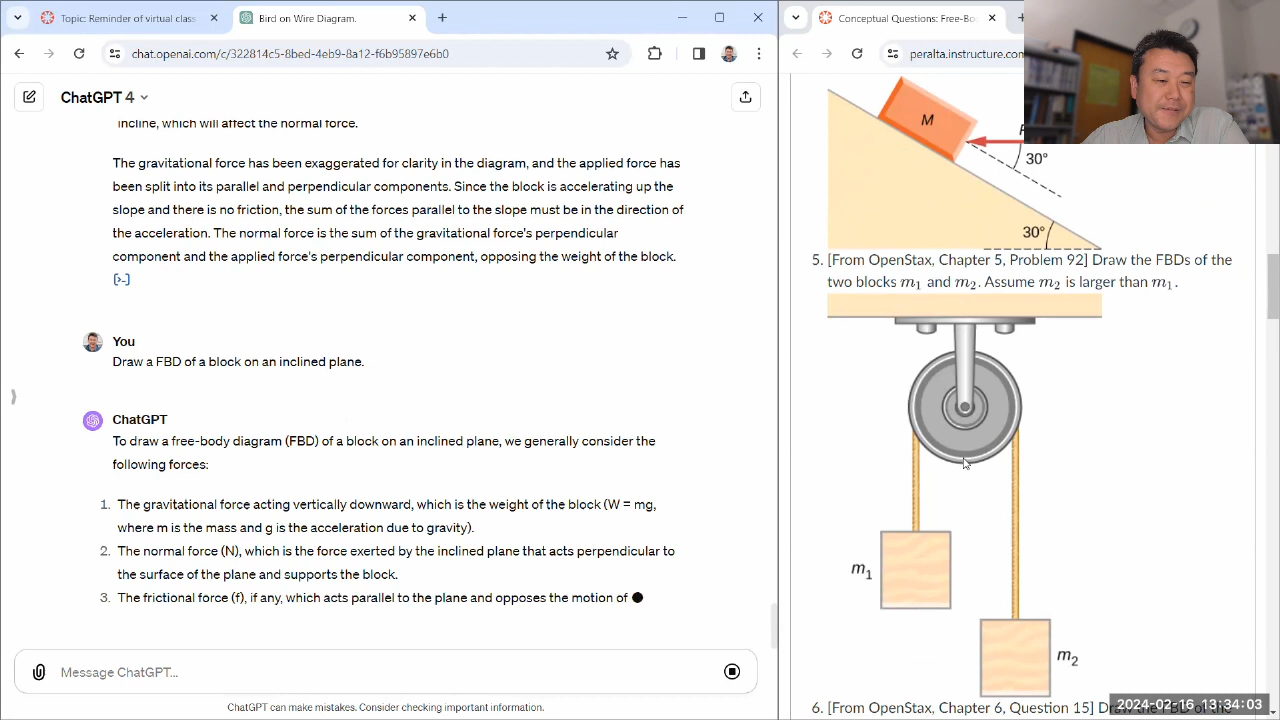 Topic: Reminder of virtual class
Bird on Wire Diagram.
Conceptual Questions: Free-Bo
chat.openai.com/c/322814c5-8bed-4eb9-8a12-f6b95897e6b0
peralta.instructure.com
ChatGPT 4
incline, which will affect the normal force.
The gravitational force has been exaggerated for clarity in the diagram, and the applied force has
been split into its parallel and perpendicular components. Since the block is accelerating up the
slope and there is no friction, the sum of the forces parallel to the slope must be in the direction of
the acceleration. The normal force is the sum of the gravitational force's perpendicular
component and the applied force's perpendicular component, opposing the weight of the block.
[>-]
You
Draw a FBD of a block on an inclined plane.
ChatGPT
To draw a free-body diagram (FBD) of a block on an inclined plane, we generally consider the
following forces:
1. The gravitational force acting vertically downward, which is the weight of the block (W = mg,
where m is the mass and g is the acceleration due to gravity).
2. The normal force (N), which is the force exerted by the inclined plane that acts perpendicular to
the surface of the plane and supports the block.
3. The frictional force (f), if any, which acts parallel to the plane and opposes the motion of
Message ChatGPT...
ChatGPT can make mistakes. Consider checking important information.
M
30°
30°
5. [From OpenStax, Chapter 5, Problem 92] Draw the FBDs of the
two blocks m₁ and m₂. Assume m₂ is larger than m₁.
m₁
m₂
6. [From OpenStax, Chapter 6, Question 15] Draw
2024-02-16 13:34:03